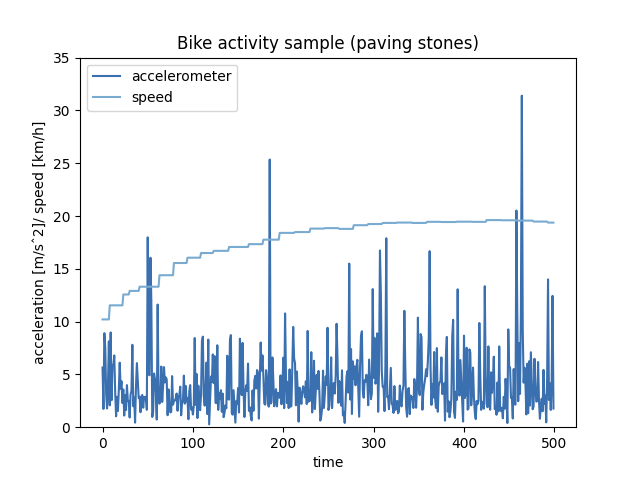 Bike activity sample (paving stones)
accelerometer
speed
acceleration [m/s^2]/ speed [km/h]
35
30
25
20
15
10
5
0
0 100 200 300 400 500
time